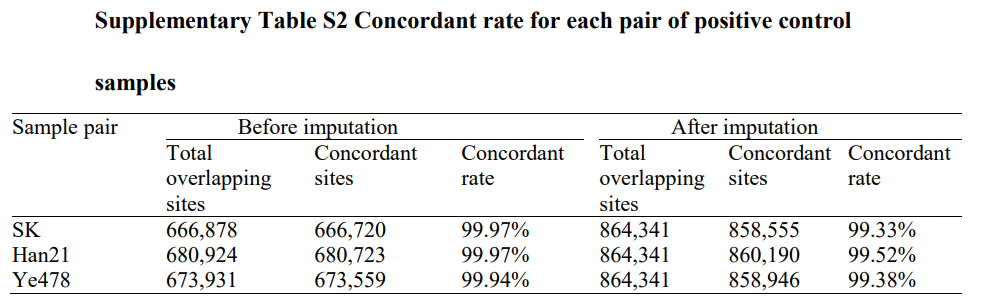 Supplementary Table S2 Concordant rate for each pair of positive control
samples
Sample pair Before imputation After imputation
Total Concordant Concordant Total Concordant Concordant
overlapping sites rate overlapping sites rate
sites sites
SK 666,878 666,720 99.97% 864,341 858,555 99.33%
Han21 680,924 680,723 99.97% 864,341 860,190 99.52%
Ye478 673,931 673,559 99.94% 864,341 858,946 99.38%